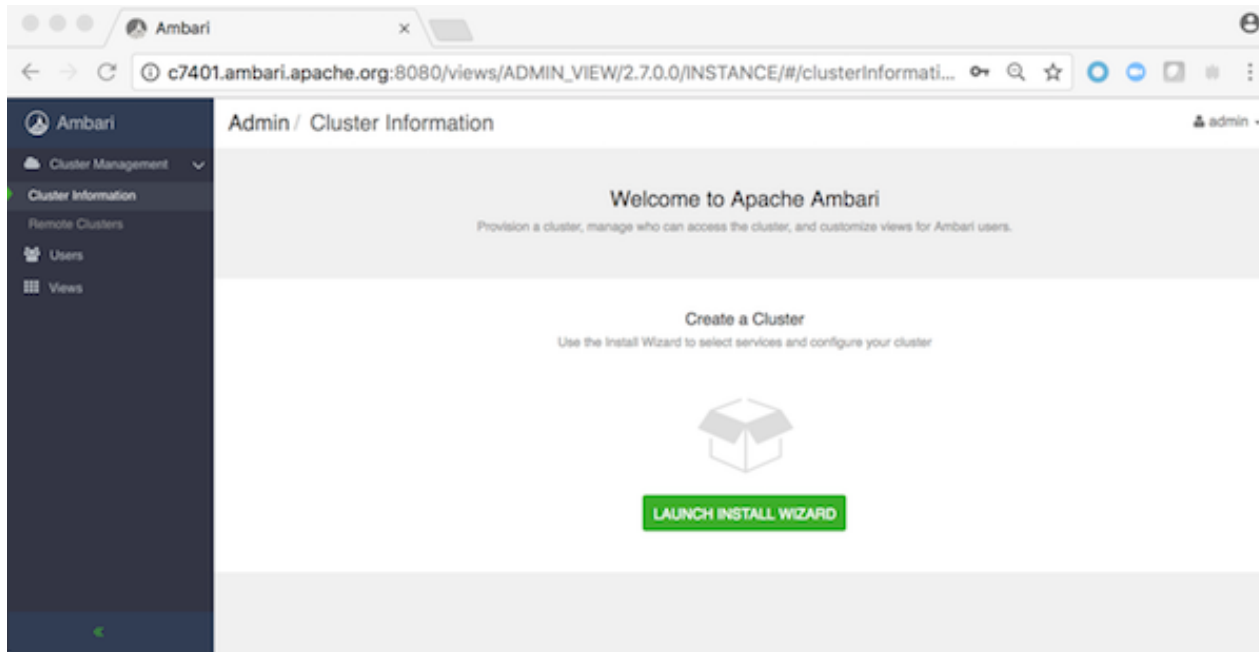 Ambari
c7401.ambari.apache.org:8080/views/ADMIN_VIEW/2.7.0.0/INSTANCE/#/clusterInformati...
Ambari
Admin / Cluster Information
admin
Cluster Management
Cluster Information
Remote Clusters
Users
Views
Welcome to Apache Ambari
Provision a cluster, manage who can access the cluster, and customize views for Ambari users.
Create a Cluster
Use the Install Wizard to select services and configure your cluster
LAUNCH INSTALL WIZARD